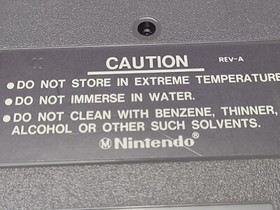 CAUTION REV-A
• DO NOT STORE IN EXTREME TEMPERATURE
• DO NOT IMMERSE IN WATER.
• DO NOT CLEAN WITH BENZENE, THINNER,
ALCOHOL OR OTHER SUCH SOLVENTS.
Ⓜ Nintendo®